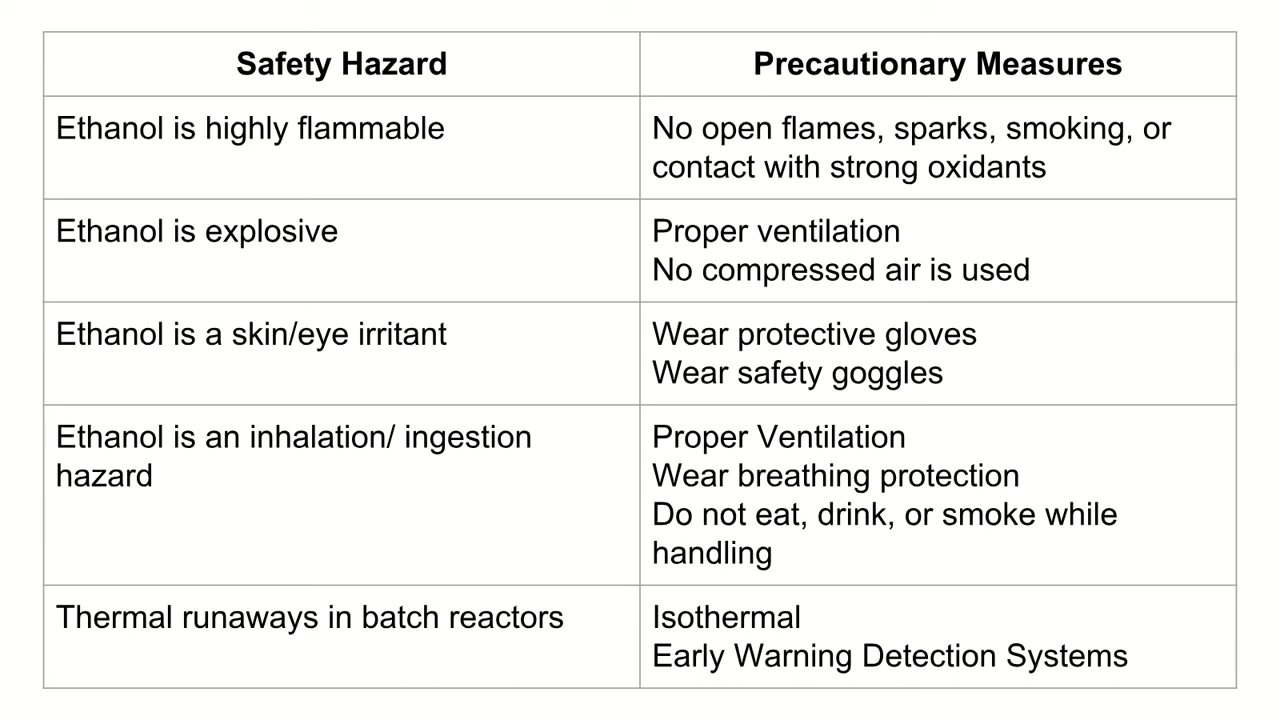 Safety Hazard
Precautionary Measures
Ethanol is highly flammable
No open flames, sparks, smoking, or
contact with strong oxidants
Ethanol is explosive
Proper ventilation
No compressed air is used
Ethanol is a skin/eye irritant
Wear protective gloves
Wear safety goggles
Ethanol is an inhalation/ ingestion
hazard
Proper Ventilation
Wear breathing protection
Do not eat, drink, or smoke while
handling
Thermal runaways in batch reactors
Isothermal
Early Warning Detection Systems